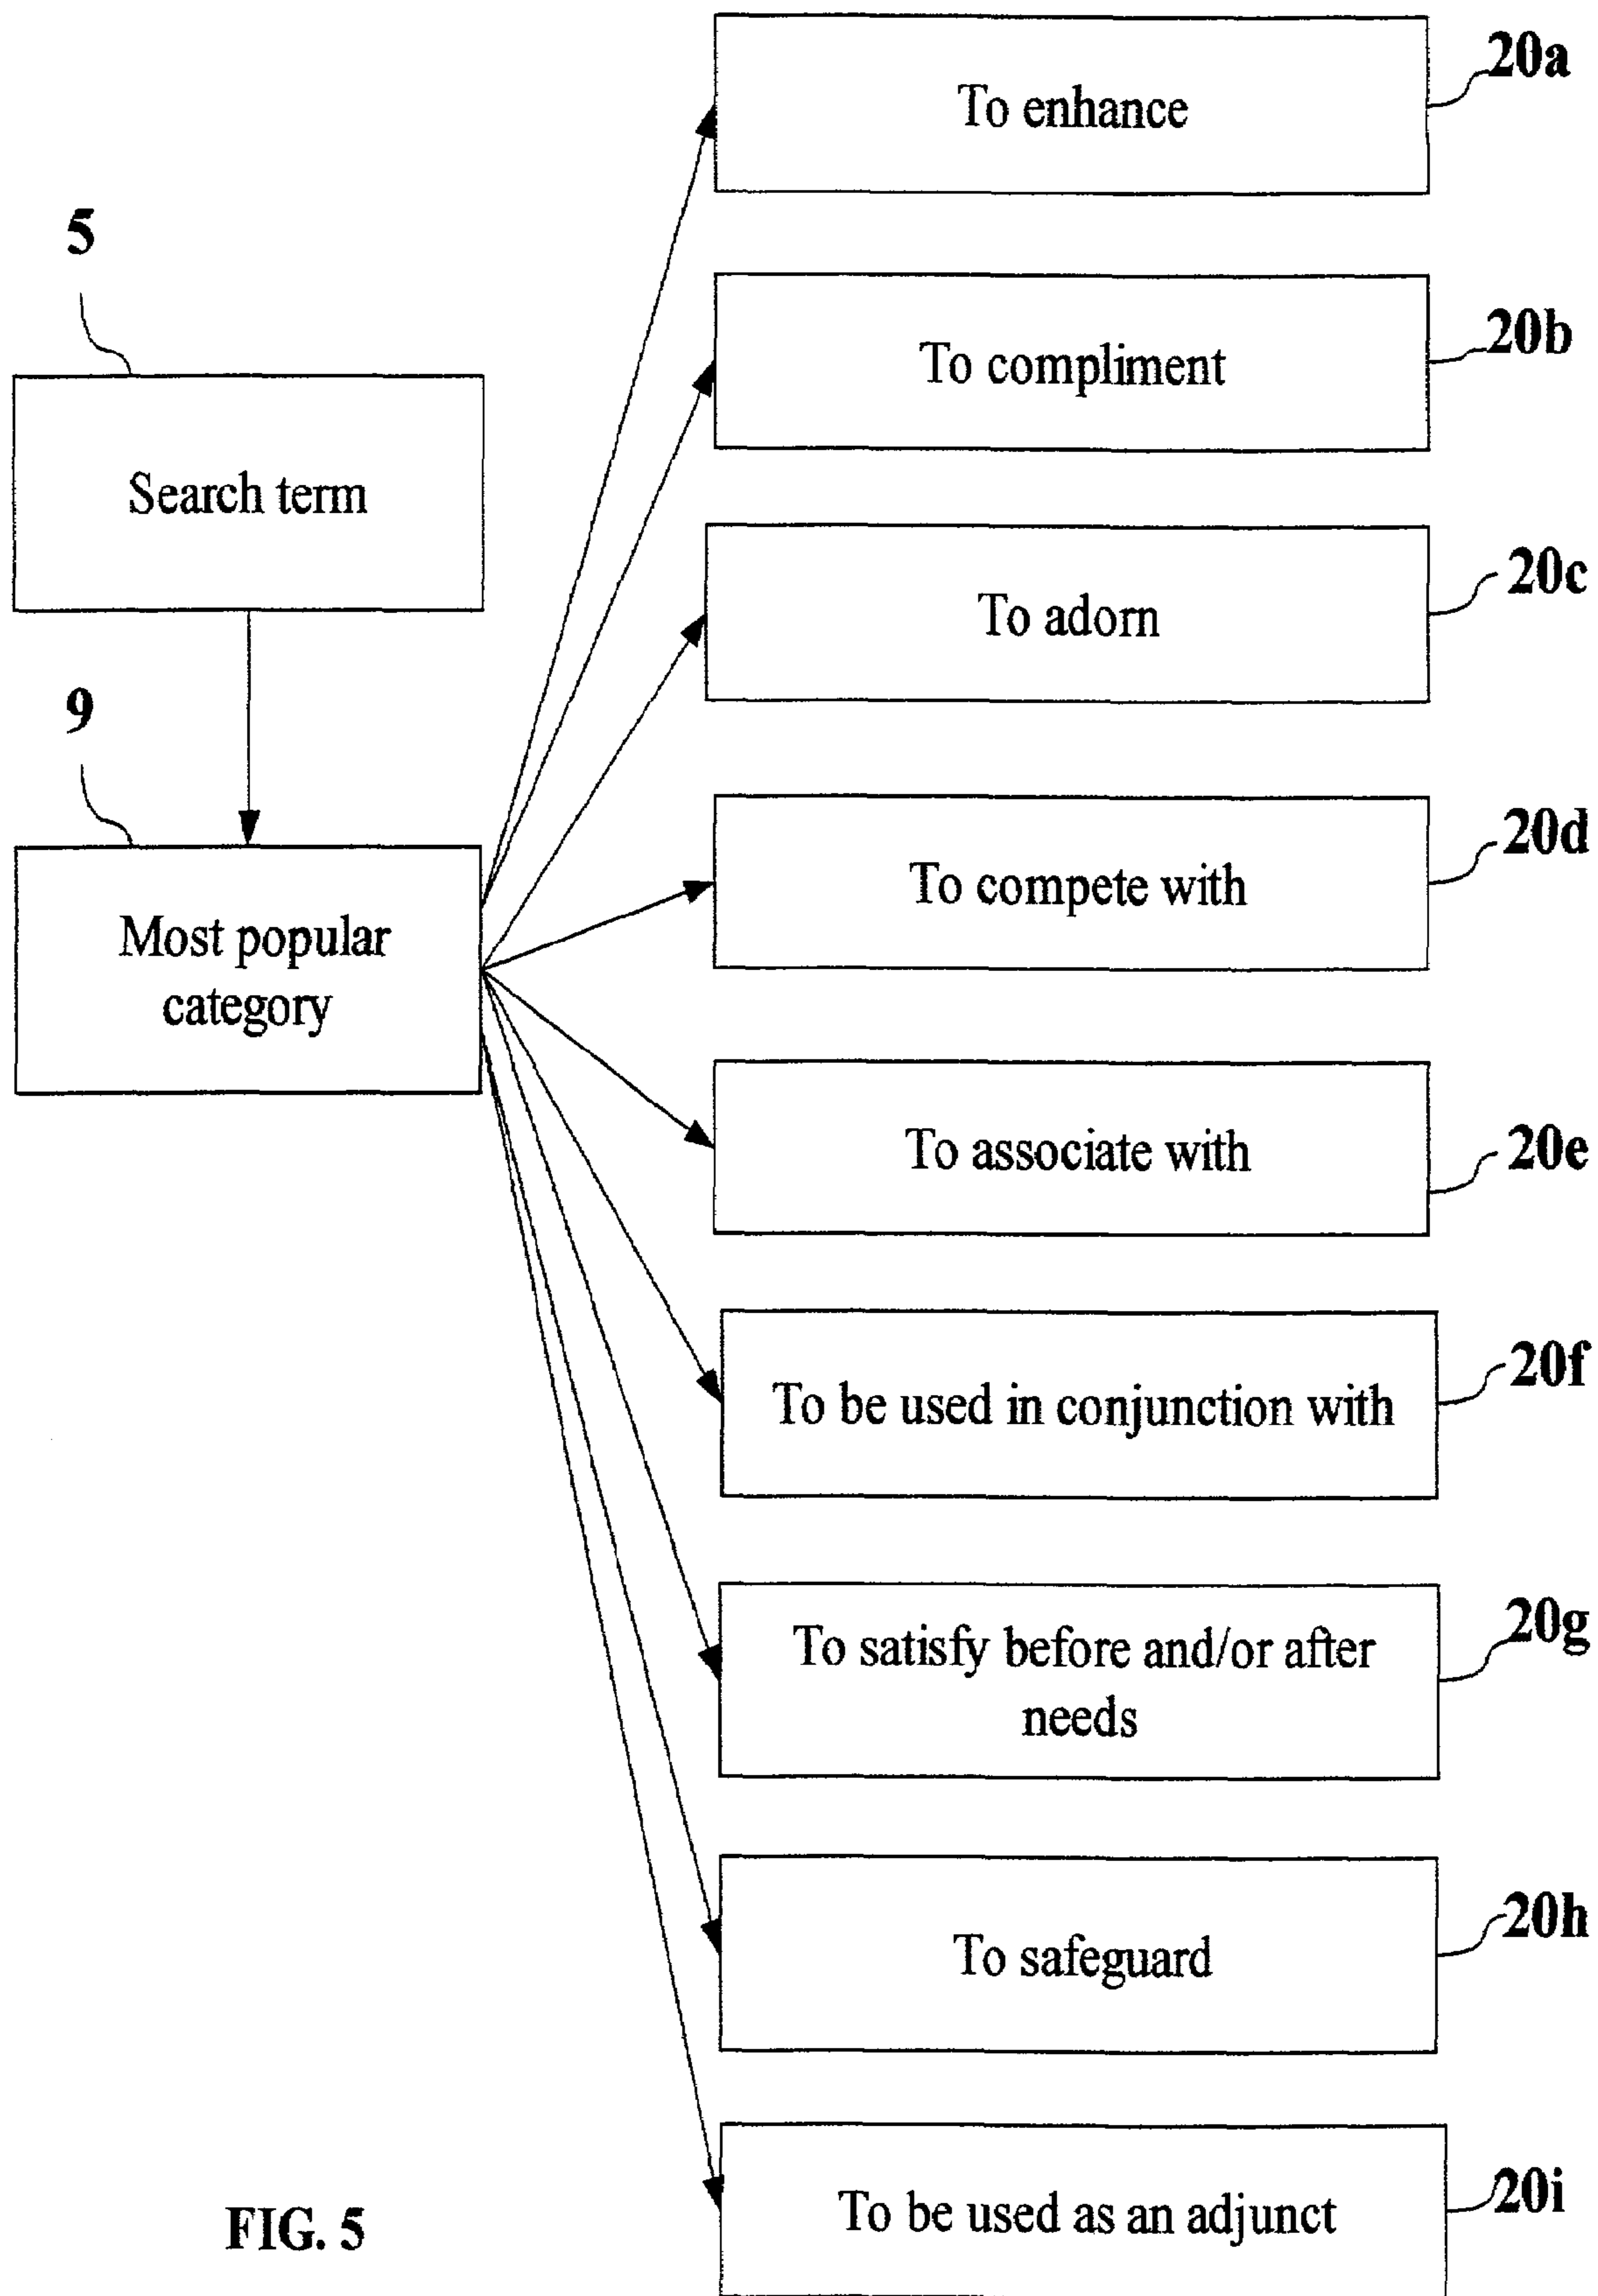 To enhance
20a
5
To compliment
20b
Search term
To adorn
20c
9
To compete with
20d
Most popular
category
To associate with
20e
To be used in conjunction with
20f
To satisfy before and/or after
needs
20g
To safeguard
20h
To be used as an adjunct
20i
FIG. 5